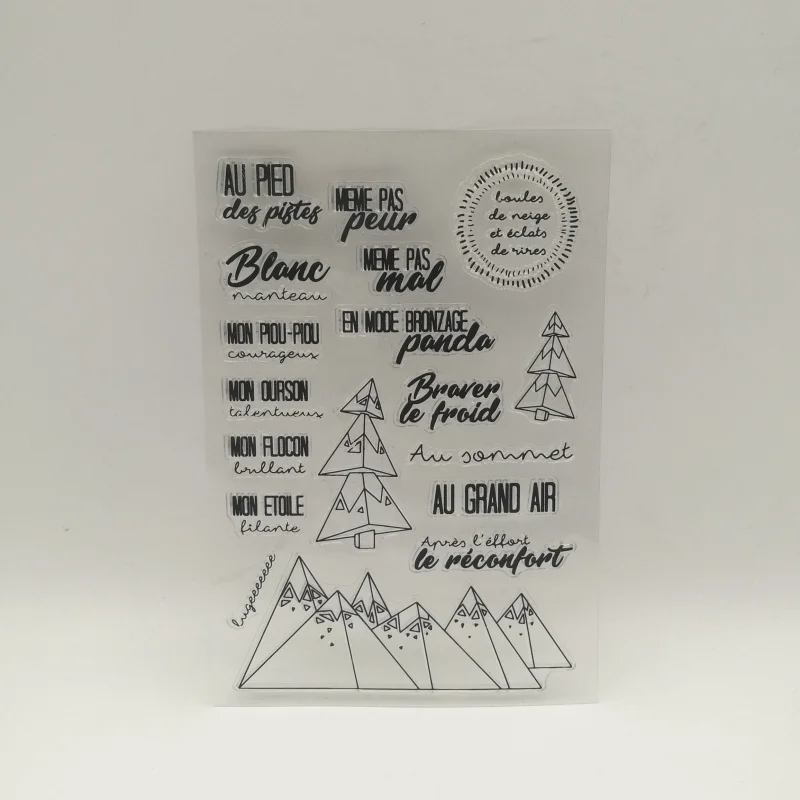 AU PIED
des pistes
MEME PAS
peur
boules
de neige
et éclats
de rires
Blanc
manteau
MEME PAS
mal
MON PIOU-PIOU
courageux
EN MODE BRONZAGE
panda
MON OURSON
talentueux
Braver
le froid
MON FLOCON
brillant
Au sommet
MON ETOILE
filante
AU GRAND AIR
Après l'éffort
le réconfort
lugeeeeeee